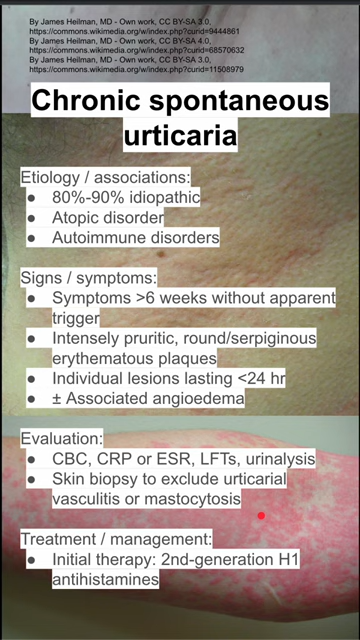 By James Heilman, MD - Own work, CC BY-SA 3.0,
https://commons.wikimedia.org/w/index.php?curid=9444861
By James Heilman, MD - Own work, CC BY-SA 4.0,
https://commons.wikimedia.org/w/index.php?curid=68570632
By James Heilman, MD - Own work, CC BY-SA 3.0,
https://commons.wikimedia.org/w/index.php?curid=11508979
Chronic spontaneous
urticaria
Etiology / associations:
● 80%-90% idiopathic
● Atopic disorder
● Autoimmune disorders
Signs / symptoms:
● Symptoms >6 weeks without apparent
trigger
● Intensely pruritic, round/serpiginous
erythematous plaques
● Individual lesions lasting <24 hr
● ± Associated angioedema
Evaluation:
● CBC, CRP or ESR, LFTs, urinalysis
● Skin biopsy to exclude urticarial
vasculitis or mastocytosis
Treatment / management:
● Initial therapy: 2nd-generation H1
antihistamines